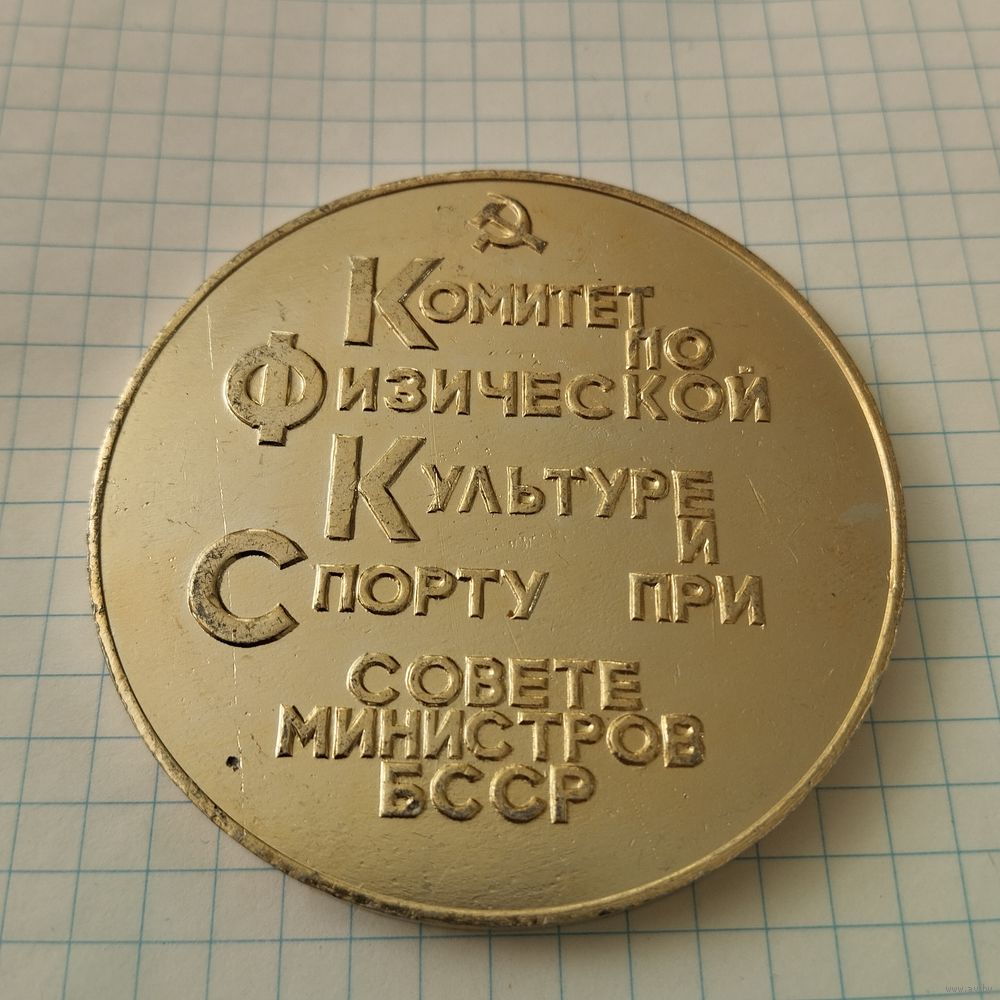 Комитет
по
Физической
Культуре
и
Спорту при
СОВЕТЕ
МИНИСТРОВ
БССР